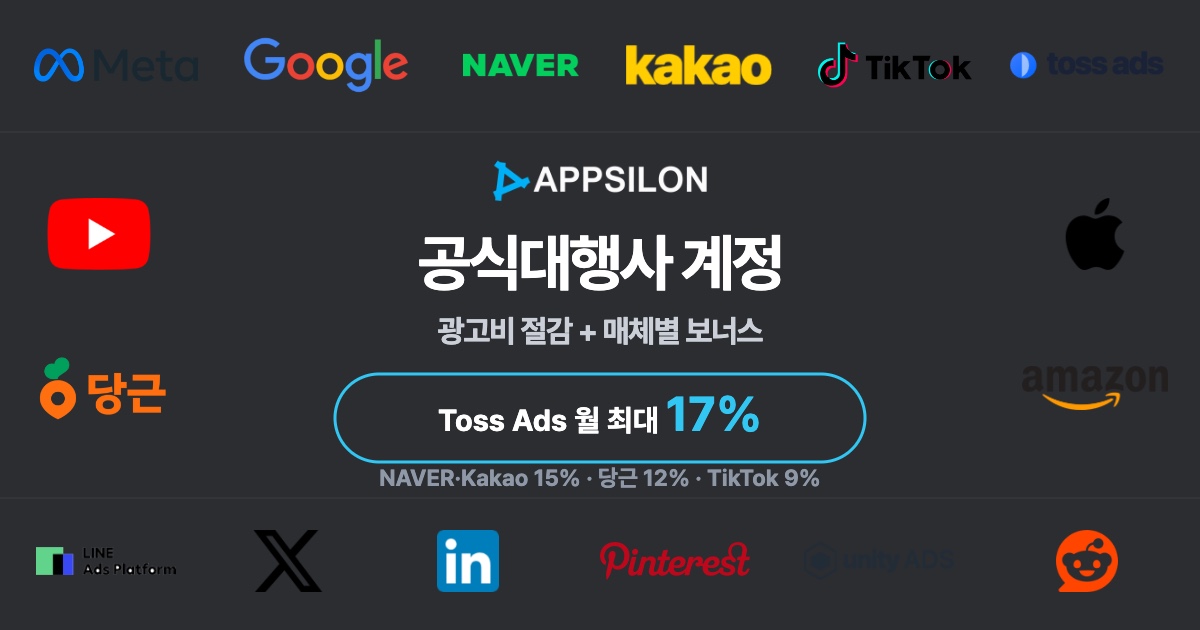 Meta Google NAVER kakao TikTok toss ads
APPSILON
공식대행사 계정
광고비 절감 + 매체별 보너스
당근
amazon
Toss Ads 월 최대 17%
NAVER·Kakao 15% · 당근 12% · TikTok 9%
LINE
Ads Platform
X in Pinterest unity ADS